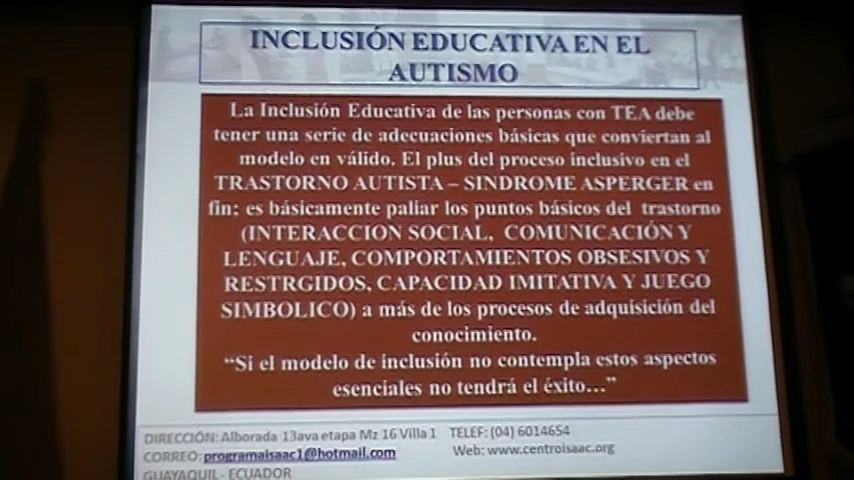 INCLUSIÓN EDUCATIVA EN EL
AUTISMO
La Inclusión Educativa de las personas con TEA debe
tener una serie de adecuaciones básicas que conviertan al
modelo en válido. El plus del proceso inclusivo en el
TRASTORNO AUTISTA – SINDROME ASPERGER en
fin; es básicamente paliar los puntos básicos del trastorno
(INTERACCION SOCIAL, COMUNICACIÓN Y
LENGUAJE, COMPORTAMIENTOS OBSESIVOS Y
RESTRGIDOS, CAPACIDAD IMITATIVA Y JUEGO
SIMBOLICO) a más de los procesos de adquisición del
conocimiento.
“Si el modelo de inclusión no contempla estos aspectos
esenciales no tendrá el éxito…”
DIRECCIÓN: Alborada 13ava etapa Mz 16 Villa 1 TELEF: (04) 6014654
CORREO: programaisaac1@hotmail.com Web: www.centroisaac.org
GUAYAQUIL - ECUADOR